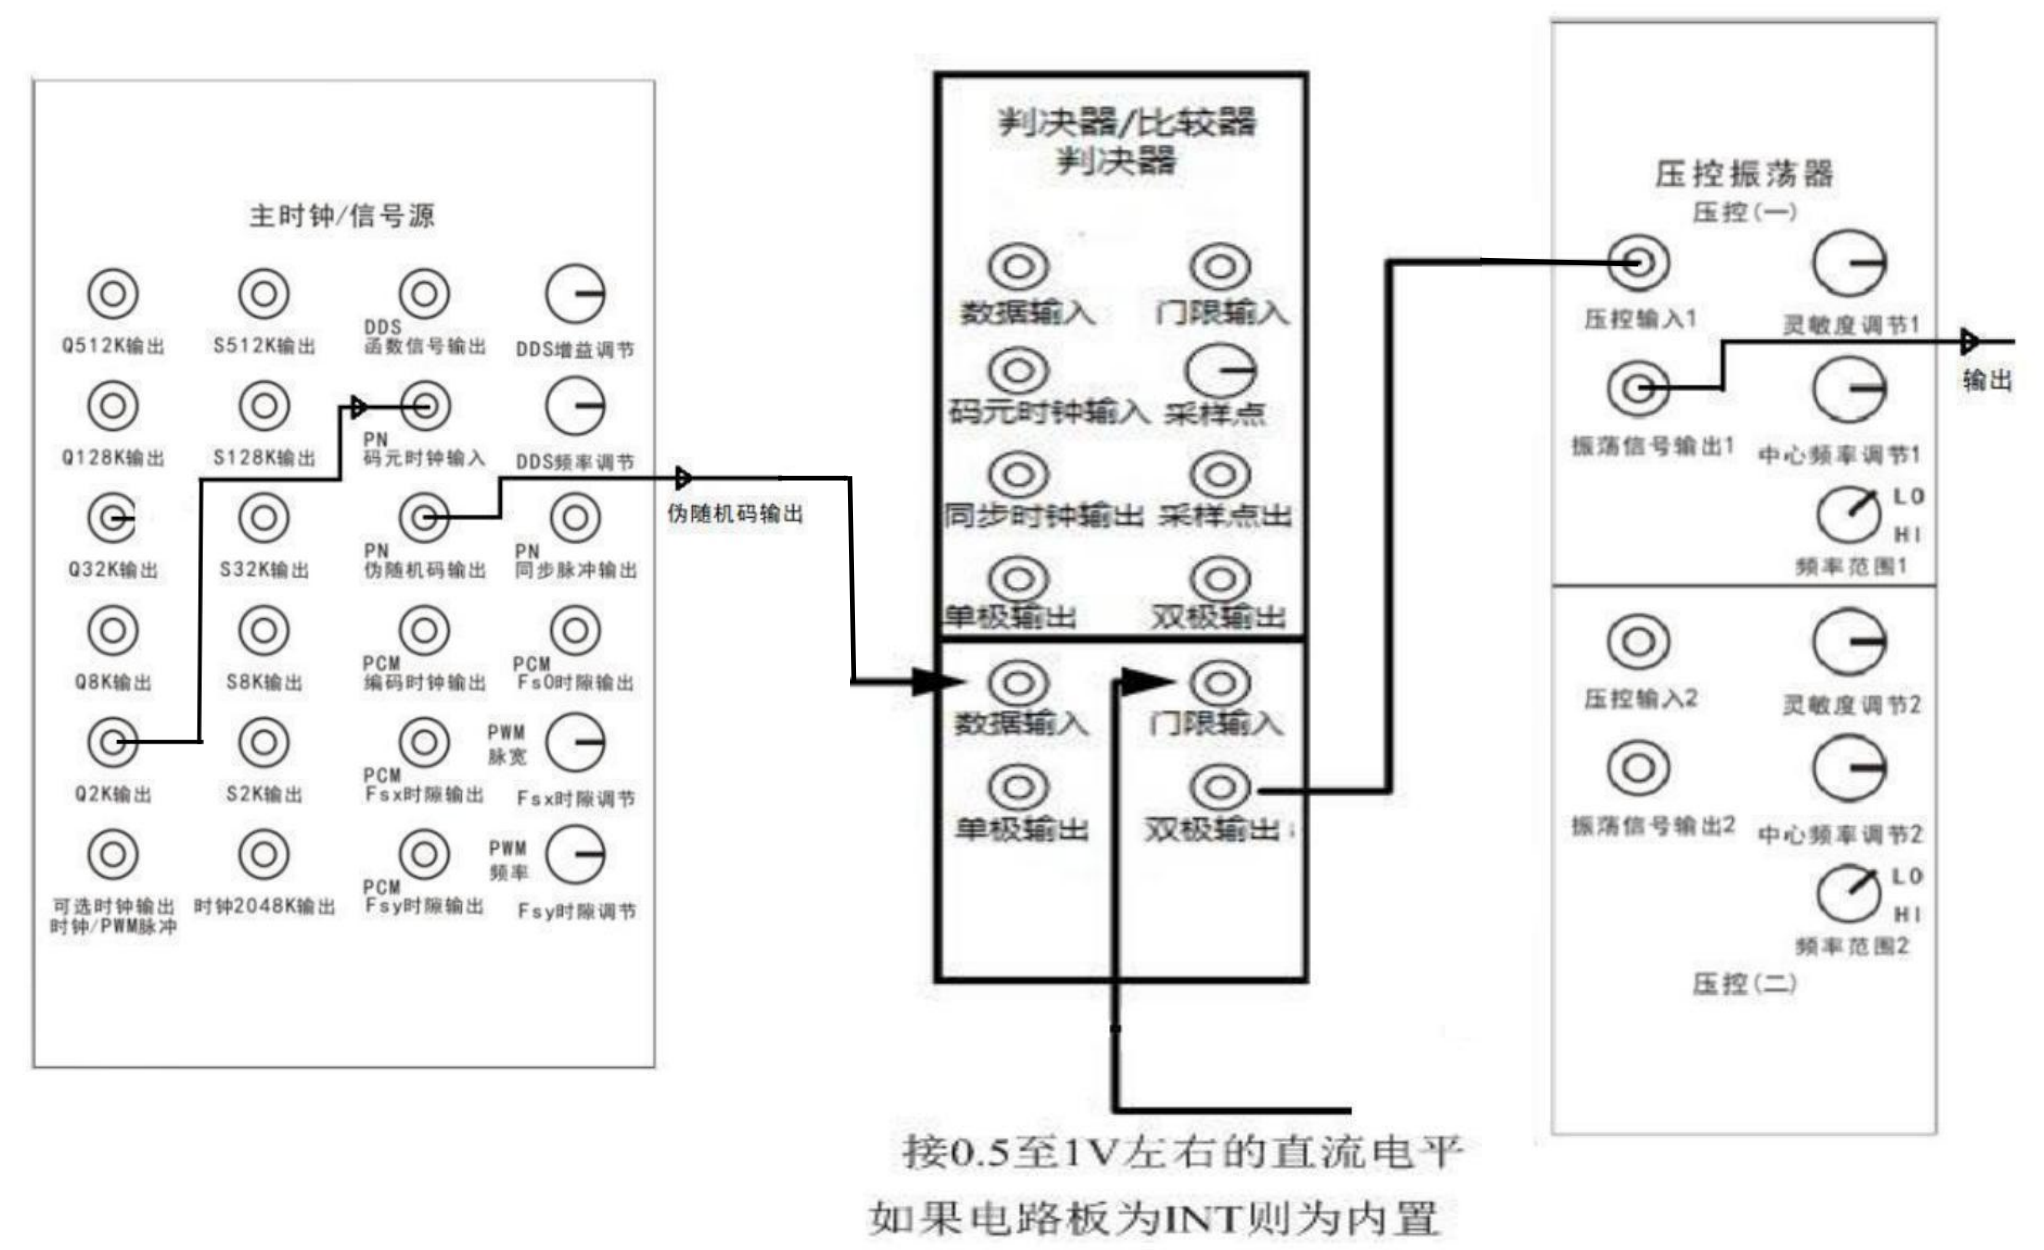 主时钟/信号源
Q512K输出
S512K输出
DDS
函数信号输出
DDS增益调节
Q128K输出
S128K输出
PN
码元时钟输入
DDS频率调节
Q32K输出
S32K输出
PN
伪随机码输出
PN
同步脉冲输出
Q8K输出
S8K输出
PCM
编码时钟输出
PCM
Fs0时隙输出
Q2K输出
S2K输出
PCM
Fsx时隙输出
PWM
脉宽
Fsx时隙调节
可选时钟输出
时钟/PWM脉冲
时钟2048K输出
PCM
Fsy时隙输出
PWM
频率
Fsy时隙调节
伪随机码输出
判决器/比较器
判决器
数据输入
门限输入
码元时钟输入
采样点
同步时钟输出
采样点出
单极输出
双极输出
数据输入
门限输入
单极输出
双极输出
接0.5至1V左右的直流电平
如果电路板为INT则为内置
压控振荡器
压控(一)
压控输入1
灵敏度调节1
振荡信号输出1
中心频率调节1
LO
HI
频率范围1
输出
压控输入2
灵敏度调节2
振荡信号输出2
中心频率调节2
LO
HI
频率范围2
压控(二)